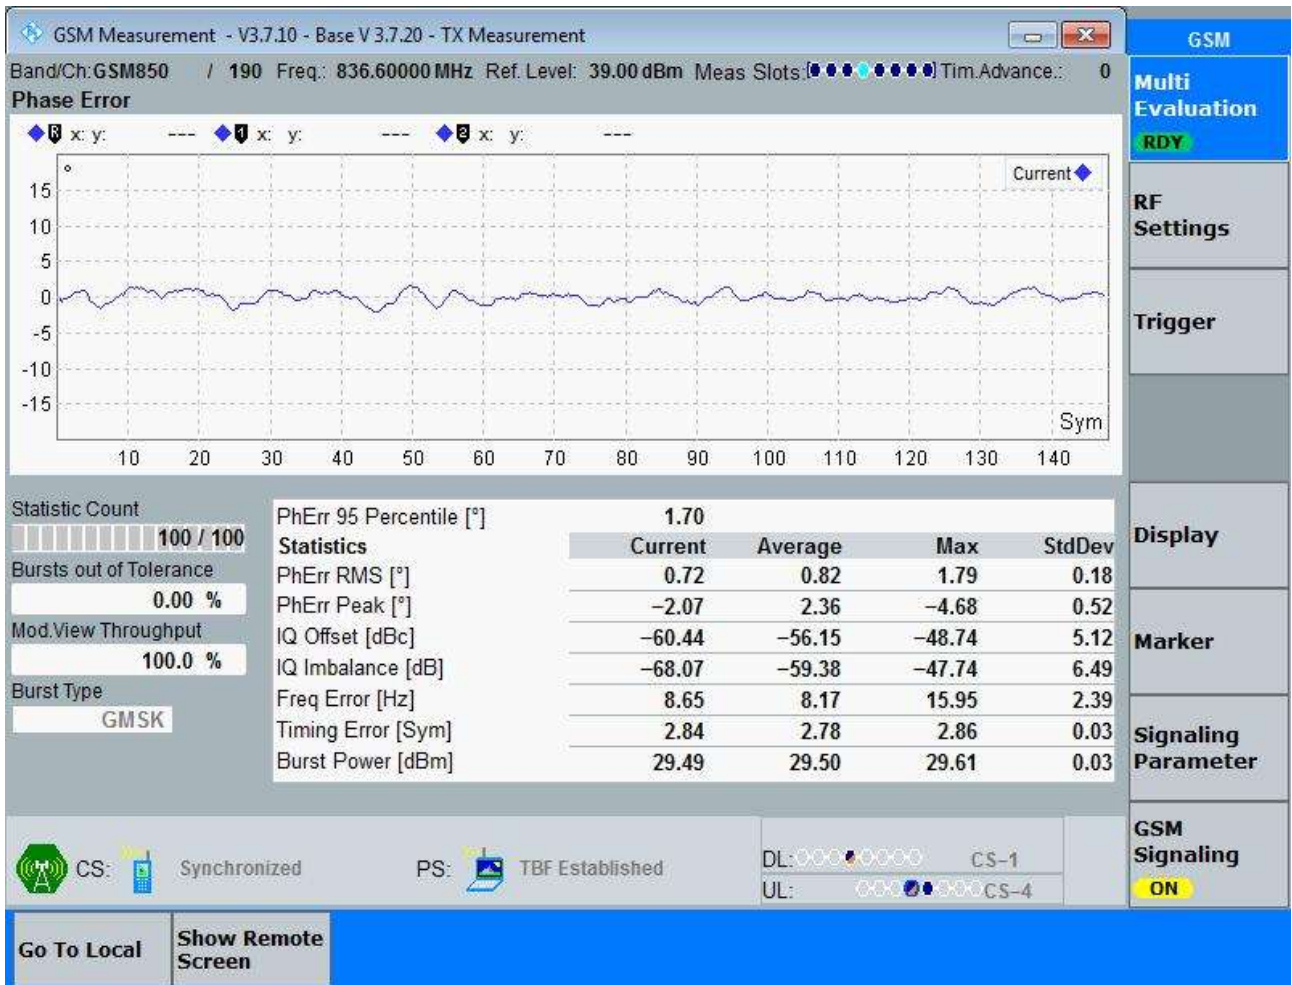 GSM Measurement - V3.7.10 - Base V 3.7.20 - TX Measurement
GSM
Band/Ch:GSM850 / 190 Freq.: 836.60000 MHz Ref. Level: 39.00 dBm Meas Slots: Tim.Advance.: 0
Phase Error
R x: y: --- 1 x: y: --- 2 x: y: ---
° Current
15
10
5
0
-5
-10
-15
Sym
10 20 30 40 50 60 70 80 90 100 110 120 130 140
Statistic Count
100 / 100
Bursts out of Tolerance
0.00 %
Mod.View Throughput
100.0 %
Burst Type
GMSK
PhErr 95 Percentile [°] 1.70
Statistics Current Average Max StdDev
PhErr RMS [°] 0.72 0.82 1.79 0.18
PhErr Peak [°] −2.07 2.36 −4.68 0.52
IQ Offset [dBc] −60.44 −56.15 −48.74 5.12
IQ Imbalance [dB] −68.07 −59.38 −47.74 6.49
Freq Error [Hz] 8.65 8.17 15.95 2.39
Timing Error [Sym] 2.84 2.78 2.86 0.03
Burst Power [dBm] 29.49 29.50 29.61 0.03
CS: Synchronized PS: TBF Established
DL: CS−1
UL: CS−4
Multi
Evaluation
RDY
RF
Settings
Trigger
Display
Marker
Signaling
Parameter
GSM
Signaling
ON
Go To Local
Show Remote
Screen